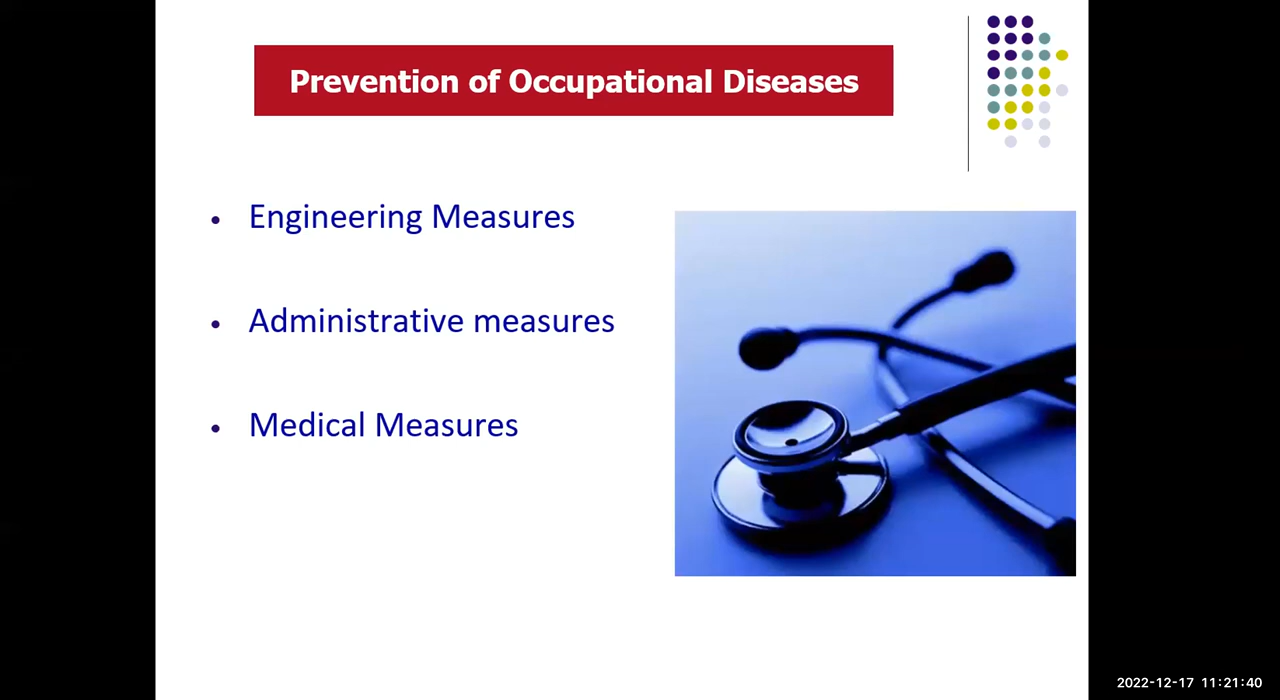 Prevention of Occupational Diseases
• Engineering Measures
• Administrative measures
• Medical Measures
2022-12-17 11:21:40